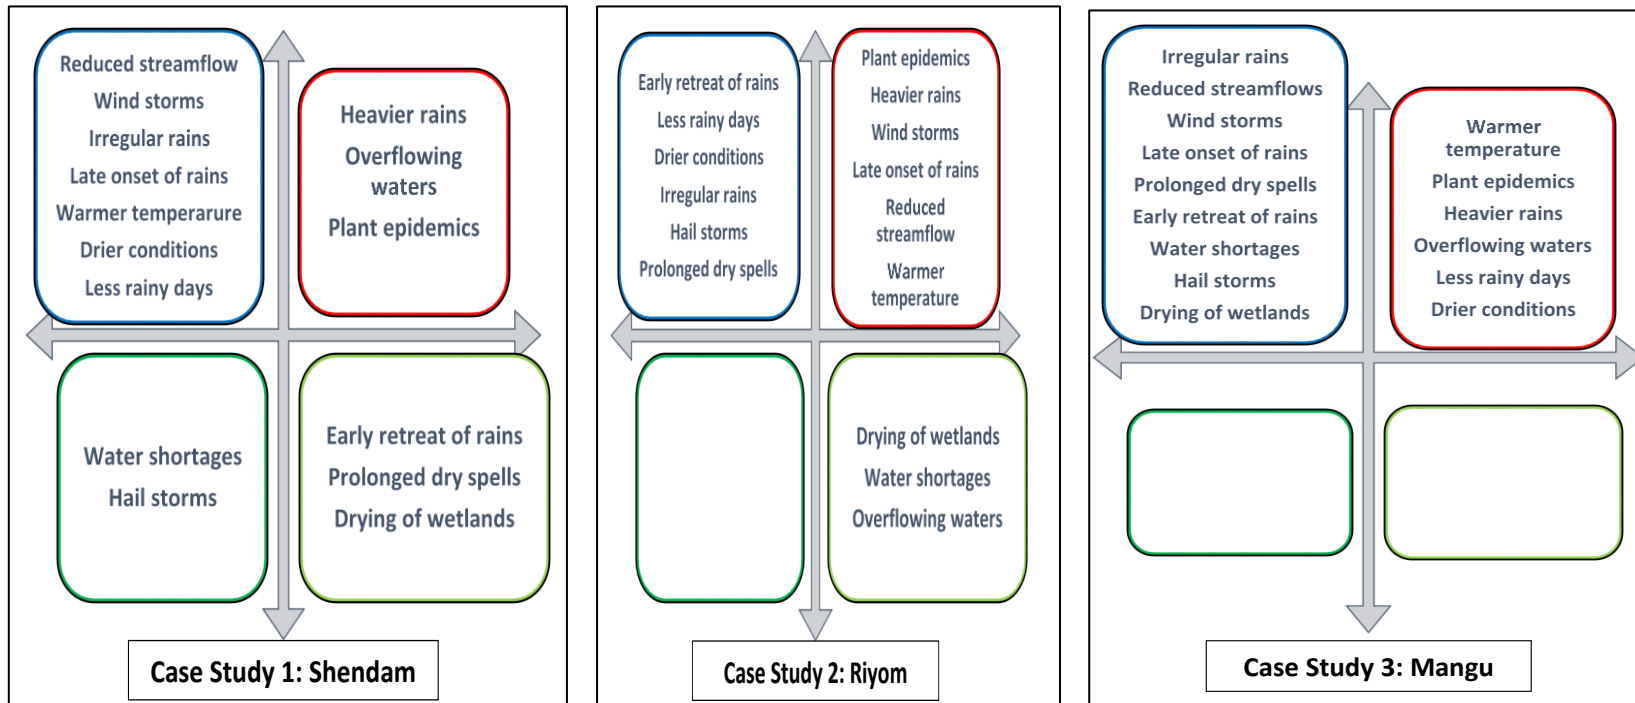 Reduced streamflow
Wind storms
Irregular rains
Late onset of rains
Warmer temperarure
Drier conditions
Less rainy days
Heavier rains
Overflowing
waters
Plant epidemics
Water shortages
Hail storms
Early retreat of rains
Prolonged dry spells
Drying of wetlands
Case Study 1: Shendam
Early retreat of rains
Less rainy days
Drier conditions
Irregular rains
Hail storms
Prolonged dry spells
Plant epidemics
Heavier rains
Wind storms
Late onset of rains
Reduced
streamflow
Warmer
temperature
Drying of wetlands
Water shortages
Overflowing waters
Case Study 2: Riyom
Irregular rains
Reduced streamflows
Wind storms
Late onset of rains
Prolonged dry spells
Early retreat of rains
Water shortages
Hail storms
Drying of wetlands
Warmer
temperature
Plant epidemics
Heavier rains
Overflowing waters
Less rainy days
Drier conditions
Case Study 3: Mangu